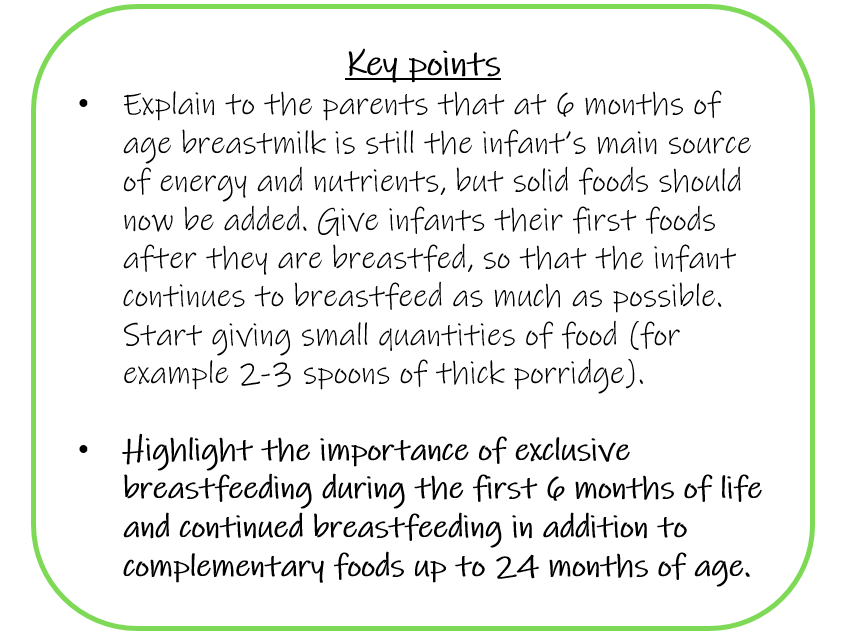 Key points
• Explain to the parents that at 6 months of
age breastmilk is still the infant's main source
of energy and nutrients, but solid foods should
now be added. Give infants their first foods
after they are breastfed, so that the infant
continues to breastfeed as much as possible.
Start giving small quantities of food (for
example 2-3 spoons of thick porridge).
• Highlight the importance of exclusive
breastfeeding during the first 6 months of life
and continued breastfeeding in addition to
complementary foods up to 24 months of age.